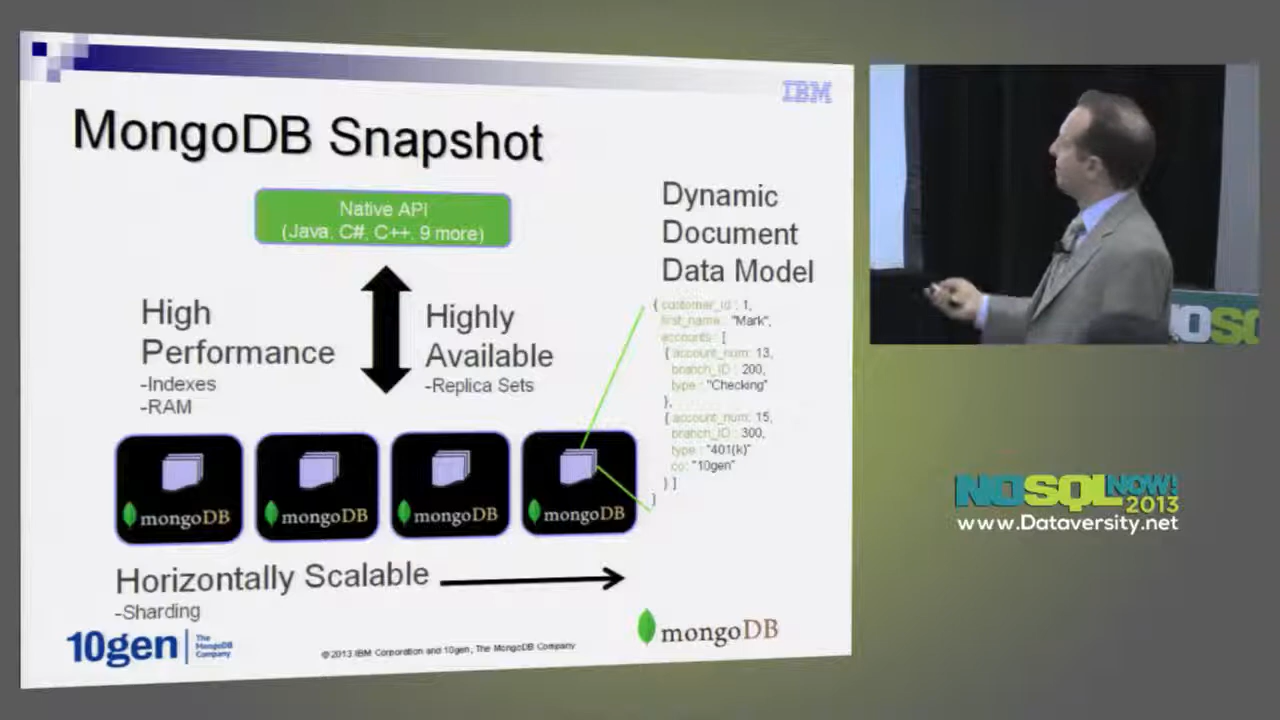 IBM
MongoDB Snapshot
Native API
(Java, C#, C++, 9 more)
High
Performance
-Indexes
-RAM
Highly
Available
-Replica Sets
Dynamic
Document
Data Model
{ customer_id : 1,
first_name : "Mark",
accounts : [
{ account_num: 13,
branch_ID : 200,
type : "Checking"
},
{ account_num: 15,
branch_ID : 300,
type : "401(k)"
co: "10gen"
} ]
}
mongoDB
mongoDB
mongoDB
mongoDB
Horizontally Scalable
-Sharding
10gen
The
MongoDB
Company
© 2013 IBM Corporation and 10gen, The MongoDB Company
mongoDB
NOSQL
NOSQL NOW!
2013
www.Dataversity.net